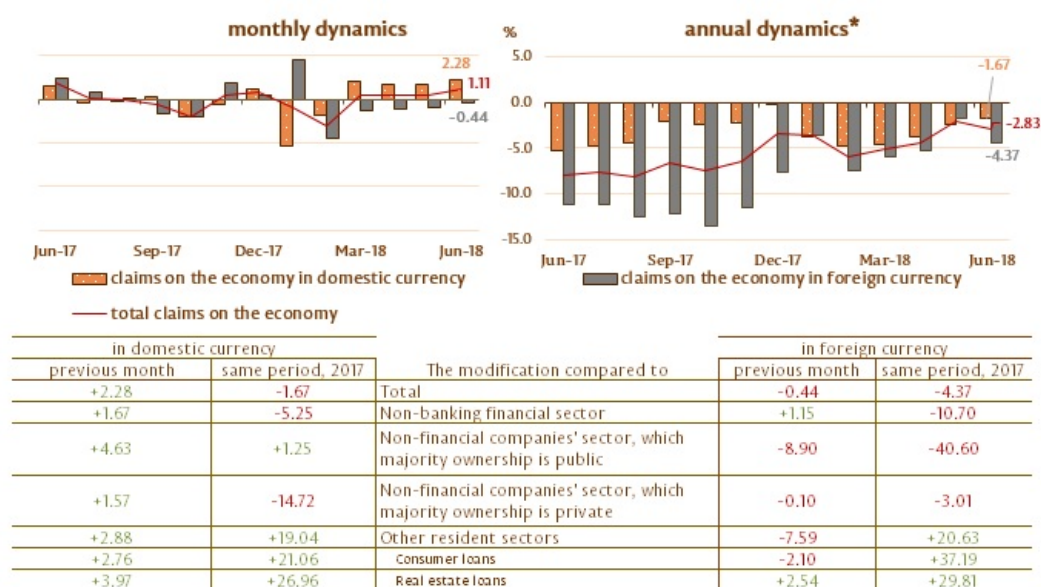 monthly dynamics
2.28
1.11
-0.44
Jun-17 Sep-17 Dec-17 Mar-18 Jun-18
% annual dynamics*
5.0
0.0
-5.0
-10.0
-15.0
-1.67
-2.83
-4.37
Jun-17 Sep-17 Dec-17 Mar-18 Jun-18
claims on the economy in domestic currency
claims on the economy in foreign currency
total claims on the economy
in domestic currency in foreign currency
previous month same period, 2017 The modification compared to previous month same period, 2017
+2.28 -1.67 Total -0.44 -4.37
+1.67 -5.25 Non-banking financial sector +1.15 -10.70
+4.63 +1.25 Non-financial companies' sector, which
majority ownership is public -8.90 -40.60
+1.57 -14.72 Non-financial companies' sector, which
majority ownership is private -0.10 -3.01
+2.88 +19.04 Other resident sectors -7.59 +20.63
+2.76 +21.06 Consumer loans -2.10 +37.19
+3.97 +26.96 Real estate loans +2.54 +29.81